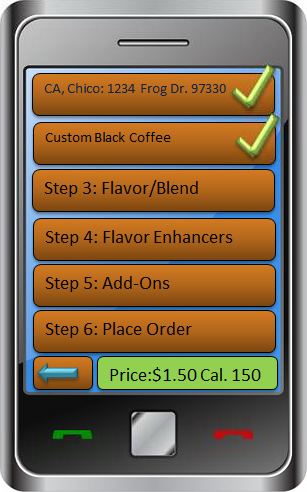 CA, Chico: 1234 Frog Dr. 97330
Custom Black Coffee
Step 3: Flavor/Blend
Step 4: Flavor Enhancers
Step 5: Add-Ons
Step 6: Place Order
Price:$1.50 Cal. 150